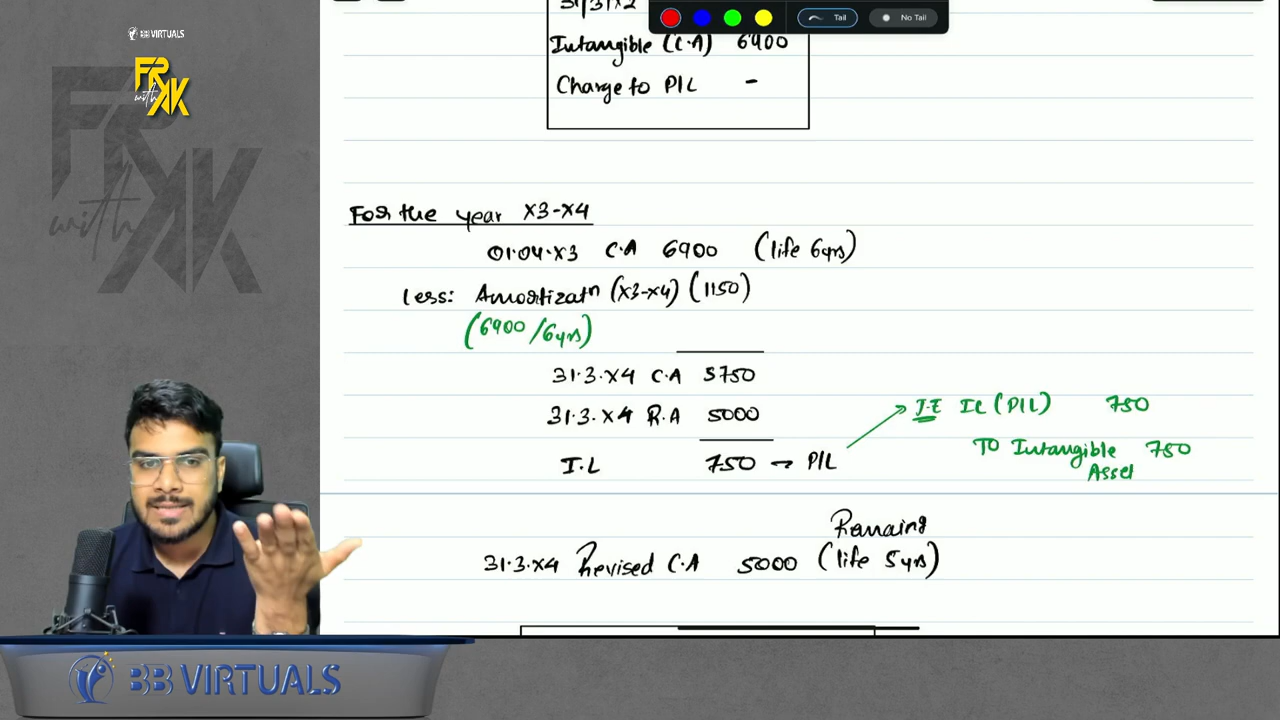 BB VIRTUALS
FR
with
AK
Tail
No Tail
Intangible (C.A) 6900
Charge to P/L -
For the year X3-X4
01.04.X3 C.A 6900 (life 6yrs)
Less: Amortizatn (X3-X4) (1150)
(6900/6yrs)
31.3.X4 C.A 5750
31.3.X4 R.A 5000
I.L 750 → P/L
J.E IL (P/L) 750
To Intangible 750
Asset
Remaing
31.3.X4 Revised C.A 5000 (life 5yrs)
BB VIRTUALS